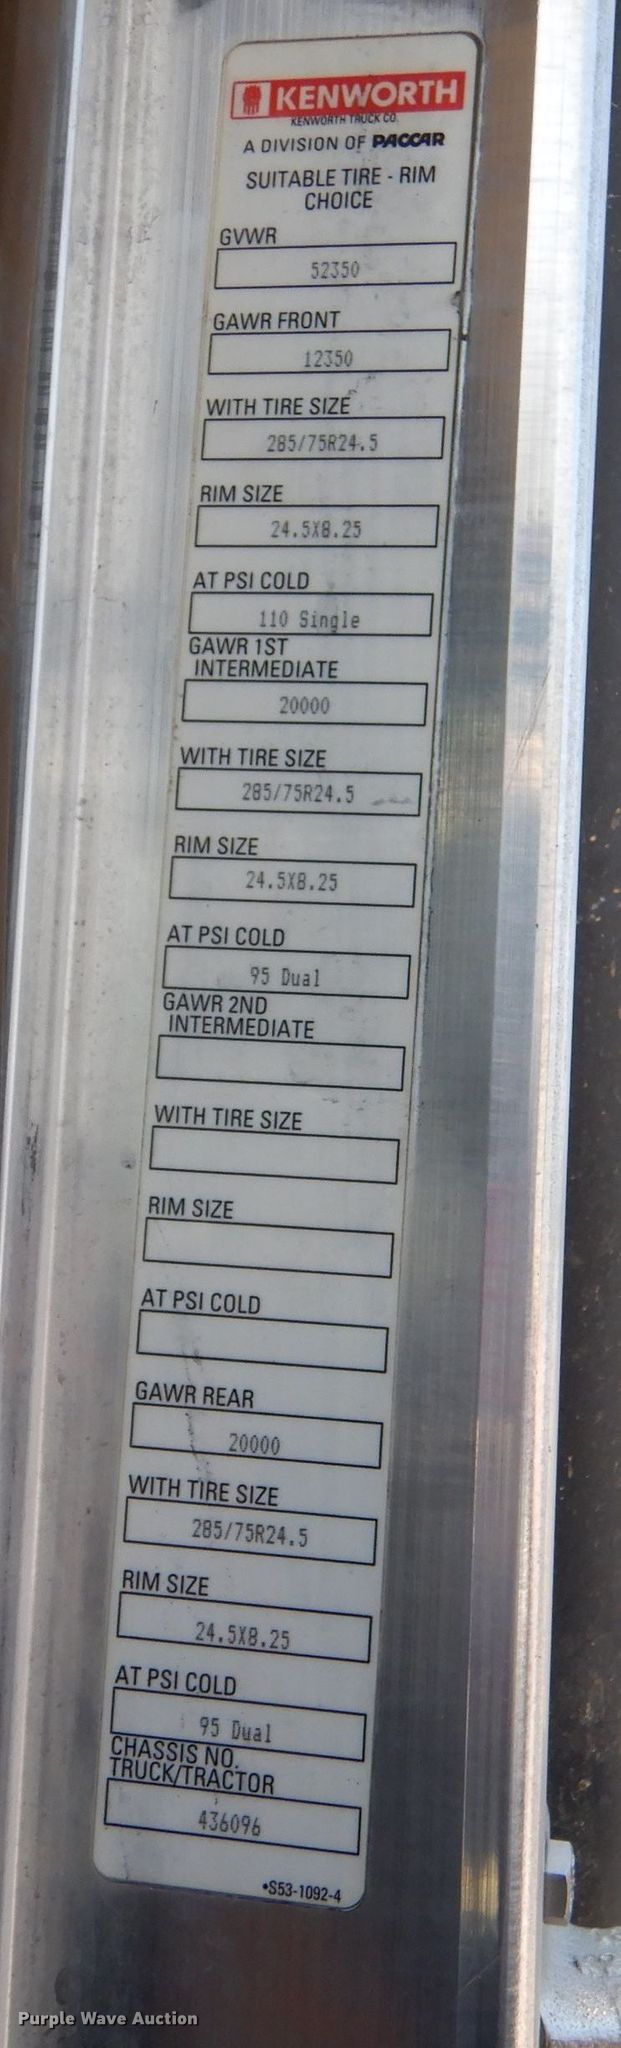 KENWORTH
KENWORTH TRUCK CO.
A DIVISION OF PACCAR
SUITABLE TIRE - RIM
CHOICE
GVWR
52350
GAWR FRONT
12350
WITH TIRE SIZE
285/75R24.5
RIM SIZE
24.5X8.25
AT PSI COLD
110 Single
GAWR 1ST
INTERMEDIATE
20000
WITH TIRE SIZE
285/75R24.5
RIM SIZE
24.5X8.25
AT PSI COLD
95 Dual
GAWR 2ND
INTERMEDIATE
WITH TIRE SIZE
RIM SIZE
AT PSI COLD
GAWR REAR
20000
WITH TIRE SIZE
285/75R24.5
RIM SIZE
24.5X8.25
AT PSI COLD
95 Dual
CHASSIS NO.
TRUCK/TRACTOR
436096
•S53-1092-4
Purple Wave Auction